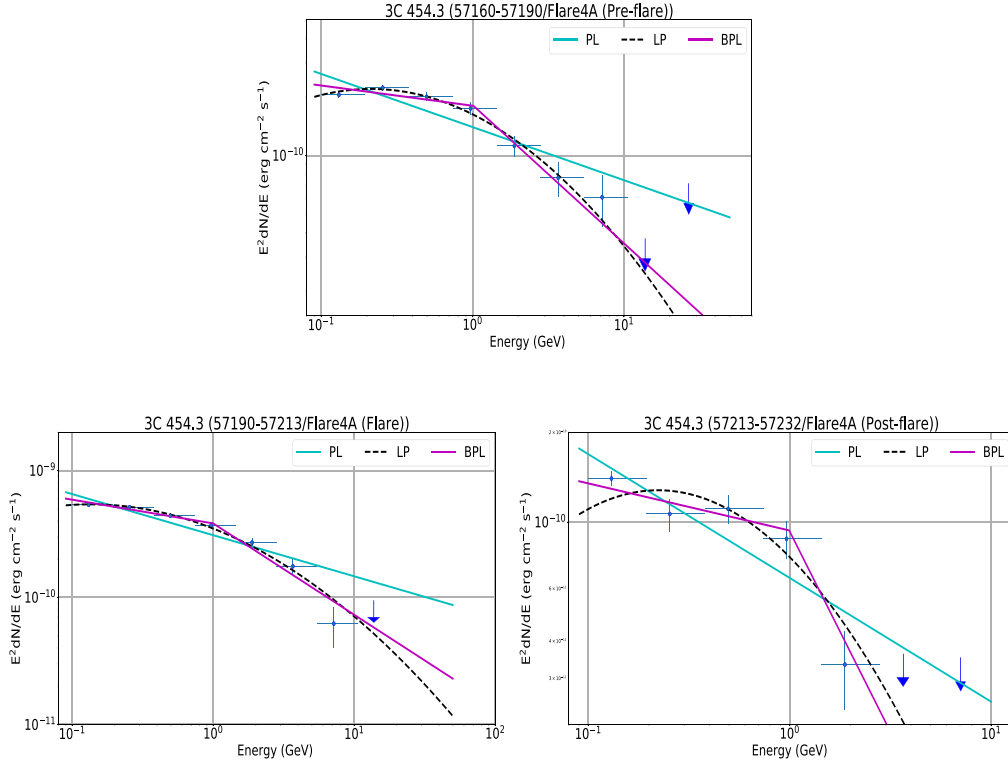 3C 454.3 (57160-57190/Flare4A (Pre-flare))
PL LP BPL
E²dN/dE (erg cm⁻² s⁻¹)
10⁻¹⁰
10⁻¹ 10⁰ 10¹
Energy (GeV)
3C 454.3 (57190-57213/Flare4A (Flare))
PL LP BPL
E²dN/dE (erg cm⁻² s⁻¹)
10⁻⁹
10⁻¹⁰
10⁻¹¹
10⁻¹ 10⁰ 10¹ 10²
Energy (GeV)
3C 454.3 (57213-57232/Flare4A (Post-flare))
PL LP BPL
E²dN/dE (erg cm⁻² s⁻¹)
10⁻¹⁰
10⁻¹ 10⁰ 10¹
Energy (GeV)